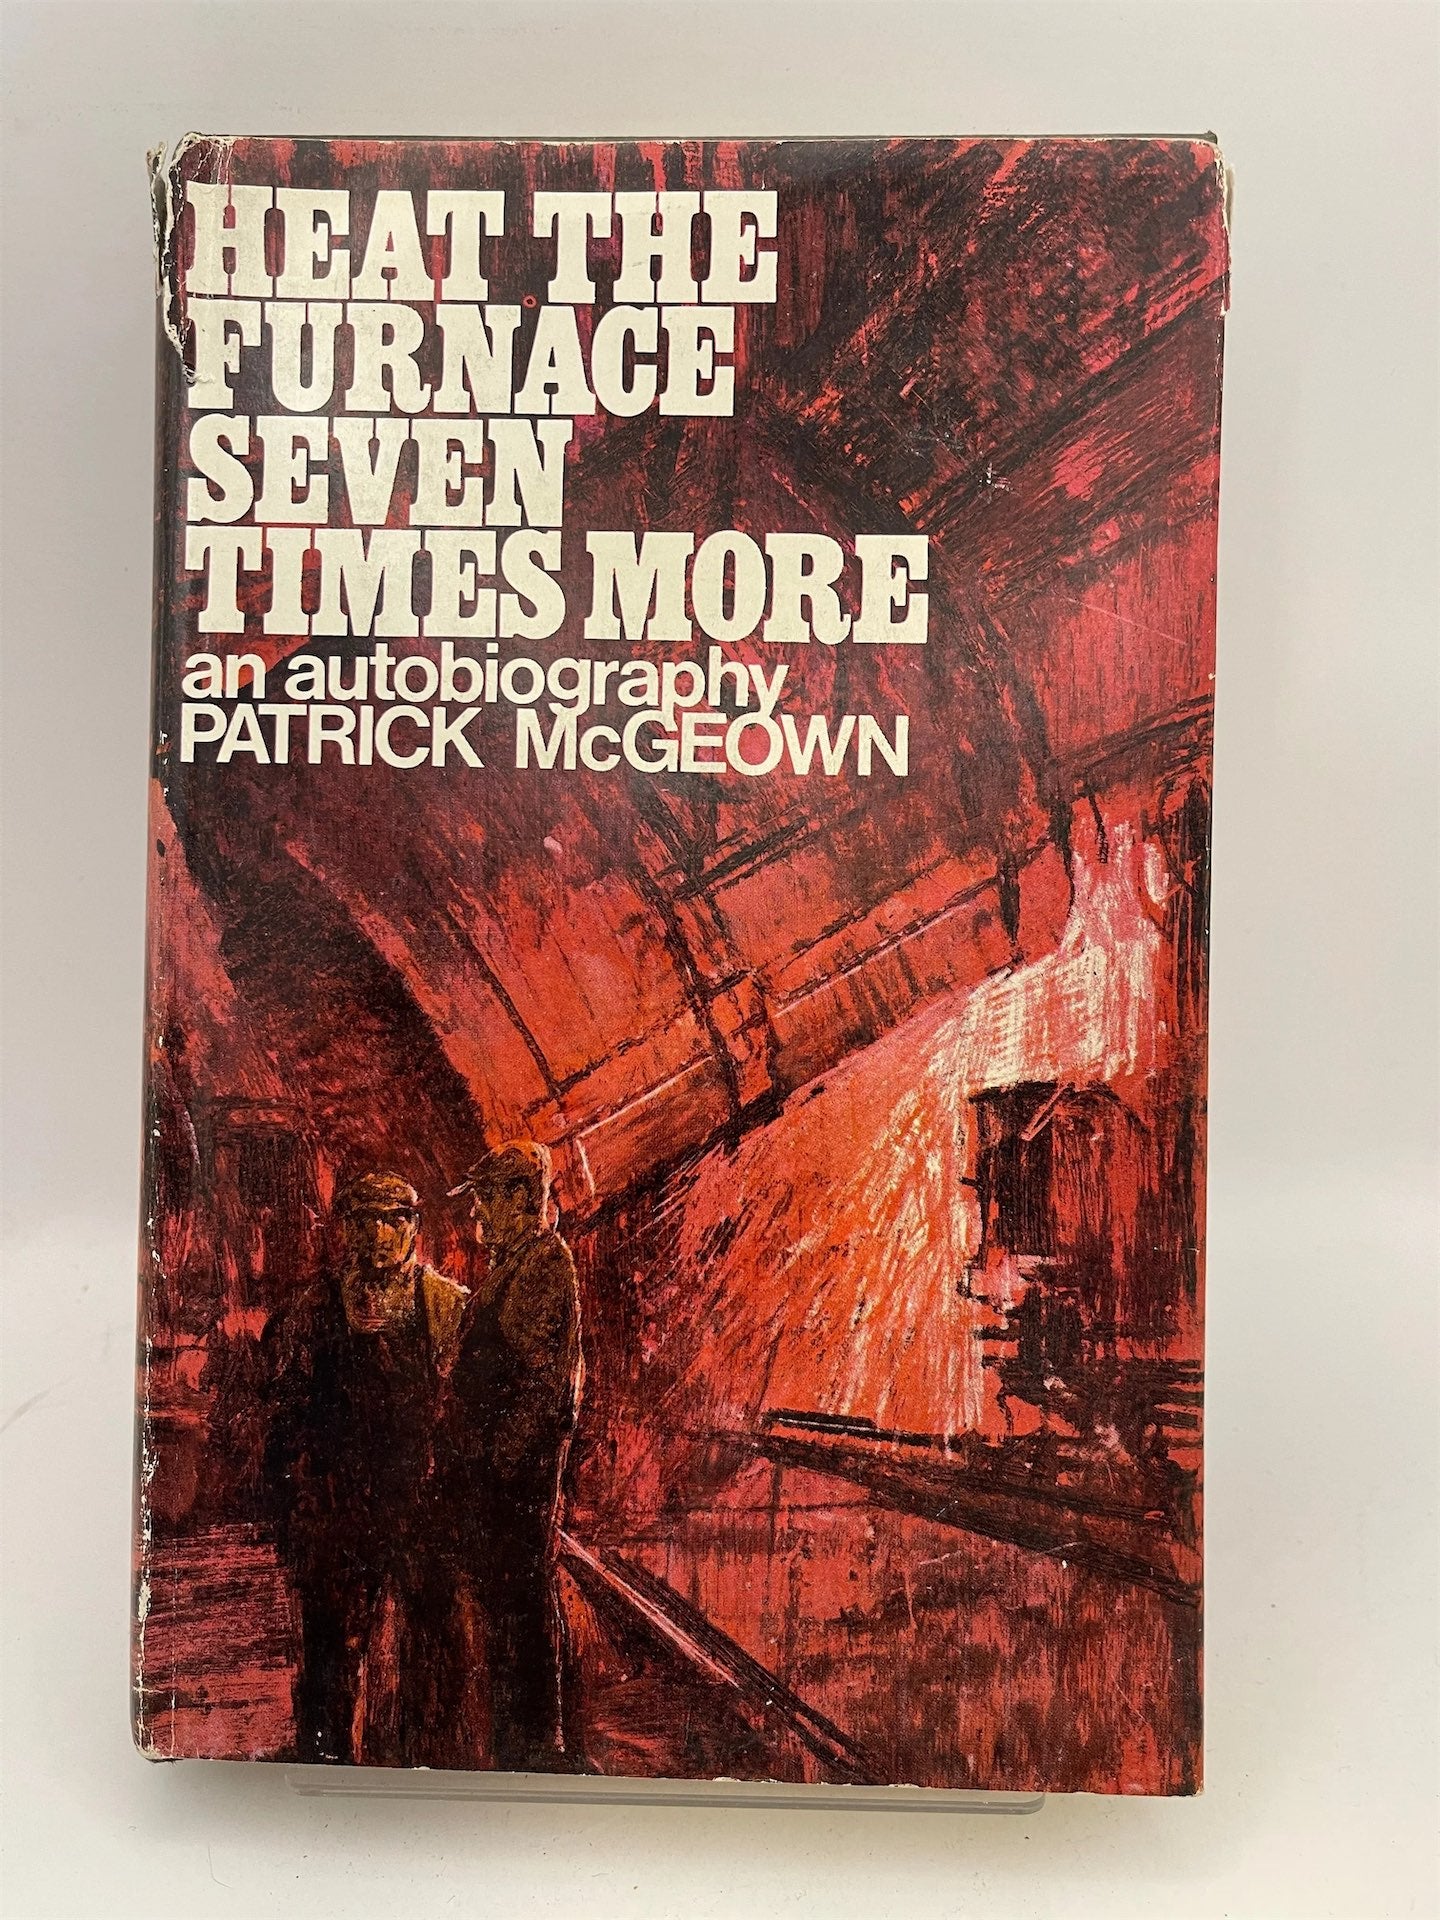 HEAT THE
FURNACE
SEVEN
TIMES MORE
an autobiography
PATRICK McGEOWN